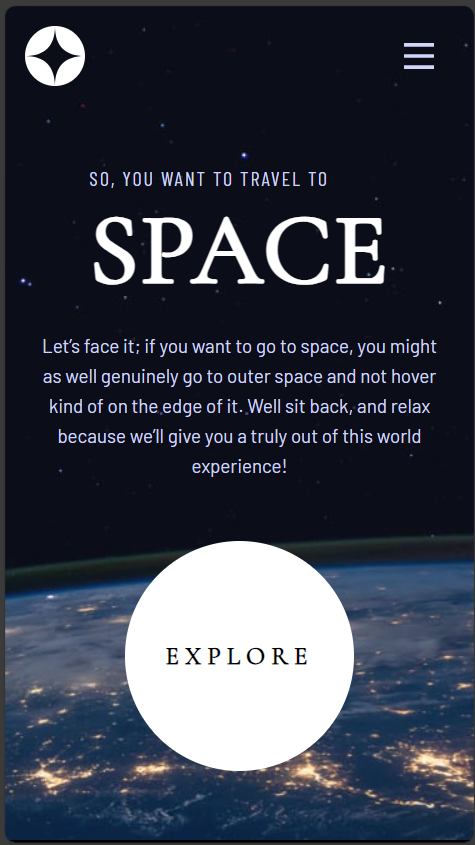 SO, YOU WANT TO TRAVEL TO
SPACE
Let’s face it; if you want to go to space, you might
as well genuinely go to outer space and not hover
kind of on the edge of it. Well sit back, and relax
because we’ll give you a truly out of this world
experience!
EXPLORE